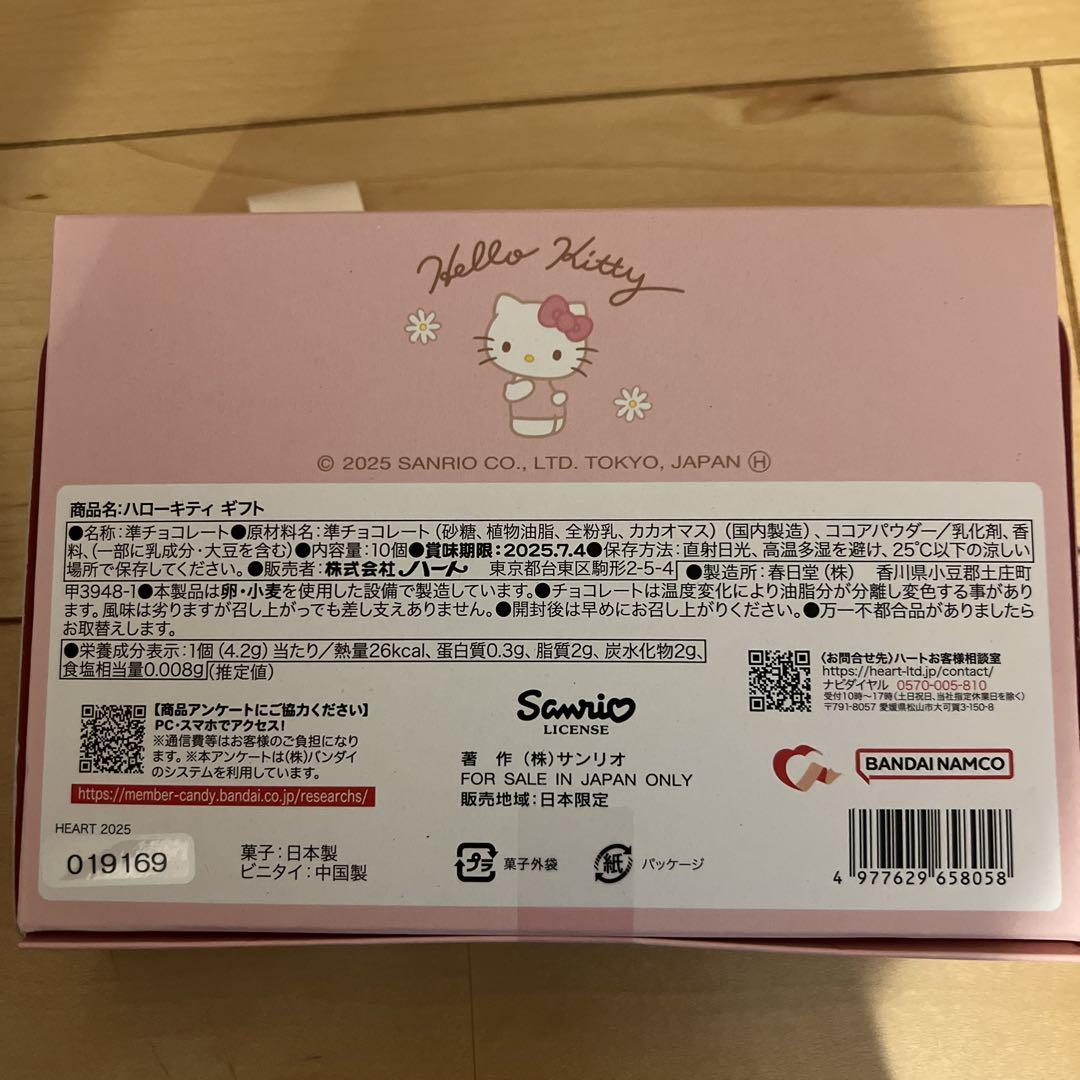 Hello Kitty
© 2025 SANRIO CO., LTD. TOKYO, JAPAN Ⓗ
商品名:ハローキティ ギフト
●名称:準チョコレート●原材料名:準チョコレート(砂糖、植物油脂、全粉乳、カカオマス)(国内製造)、ココアパウダー/乳化剤、香
料、(一部に乳成分・大豆を含む)●内容量:10個●賞味期限:2025.7.4●保存方法:直射日光、高温多湿を避け、25℃以下の涼しい
場所で保存してください。●販売者:株式会社ハート 東京都台東区駒形2-5-4
●製造所:春日堂(株) 香川県小豆郡土庄町
甲3948-1●本製品は卵・小麦を使用した設備で製造しています。●チョコレートは温度変化により油脂分が分離し変色する事があり
ます。風味は劣りますが召し上がっても差し支えありません。●開封後は早めにお召し上がりください。●万一不都合品がありましたら
お取替えします。
●栄養成分表示:1個(4.2g)当たり/熱量26kcal、蛋白質0.3g、脂質2g、炭水化物2g、
食塩相当量0.008g(推定値)
〈お問合せ先〉ハートお客様相談室
https://heart-ltd.jp/contact/
ナビダイヤル 0570-005-810
受付10時〜17時(土日祝日、当社指定休業日を除く)
〒791-8057 愛媛県松山市大可賀3-150-8
【商品アンケートにご協力ください】
PC・スマホでアクセス!
※通信費等はお客様のご負担になり
ます。※本アンケートは(株)バンダイ
のシステムを利用しています。
https://member-candy.bandai.co.jp/researchs/
Sanrio
LICENSE
著 作 (株)サンリオ
FOR SALE IN JAPAN ONLY
販売地域:日本限定
BANDAI NAMCO
HEART 2025
019169
菓子:日本製
ビニタイ:中国製
プラ 菓子外袋
紙 パッケージ
4 977629 658058